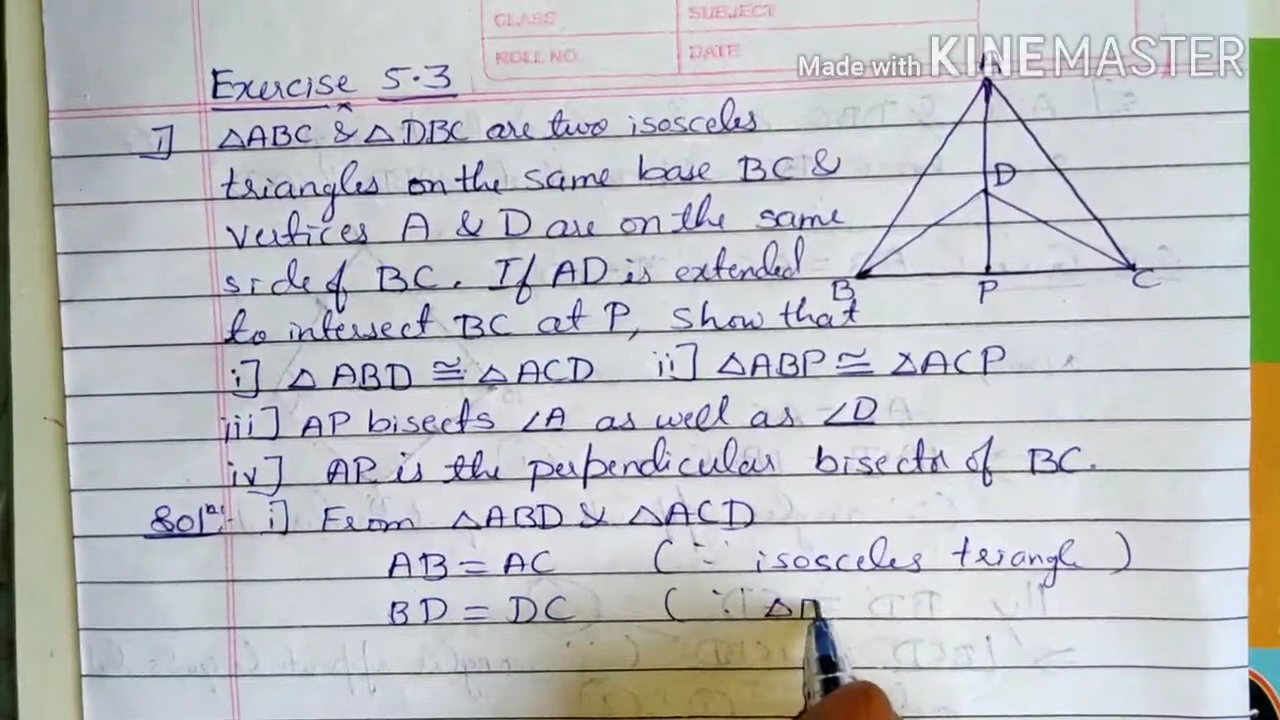 CLASS
SUBJECT
ROLL NO.
DATE
Made with KINEMASTER
Exercise 5.3
1] △ABC & △DBC are two isosceles
triangles on the same base BC &
vertices A & D are on the same
side of BC. If AD is extended
to intersect BC at P, show that
i] △ABD ≅ △ACD ii] △ABP ≅ △ACP
iii] AP bisects ∠A as well as ∠D
iv] AP is the perpendicular bisector of BC.
Solⁿ:- i] From △ABD & △ACD
AB = AC (∵ isosceles triangle)
BD = DC (∵ △D
A
D
B
P
C